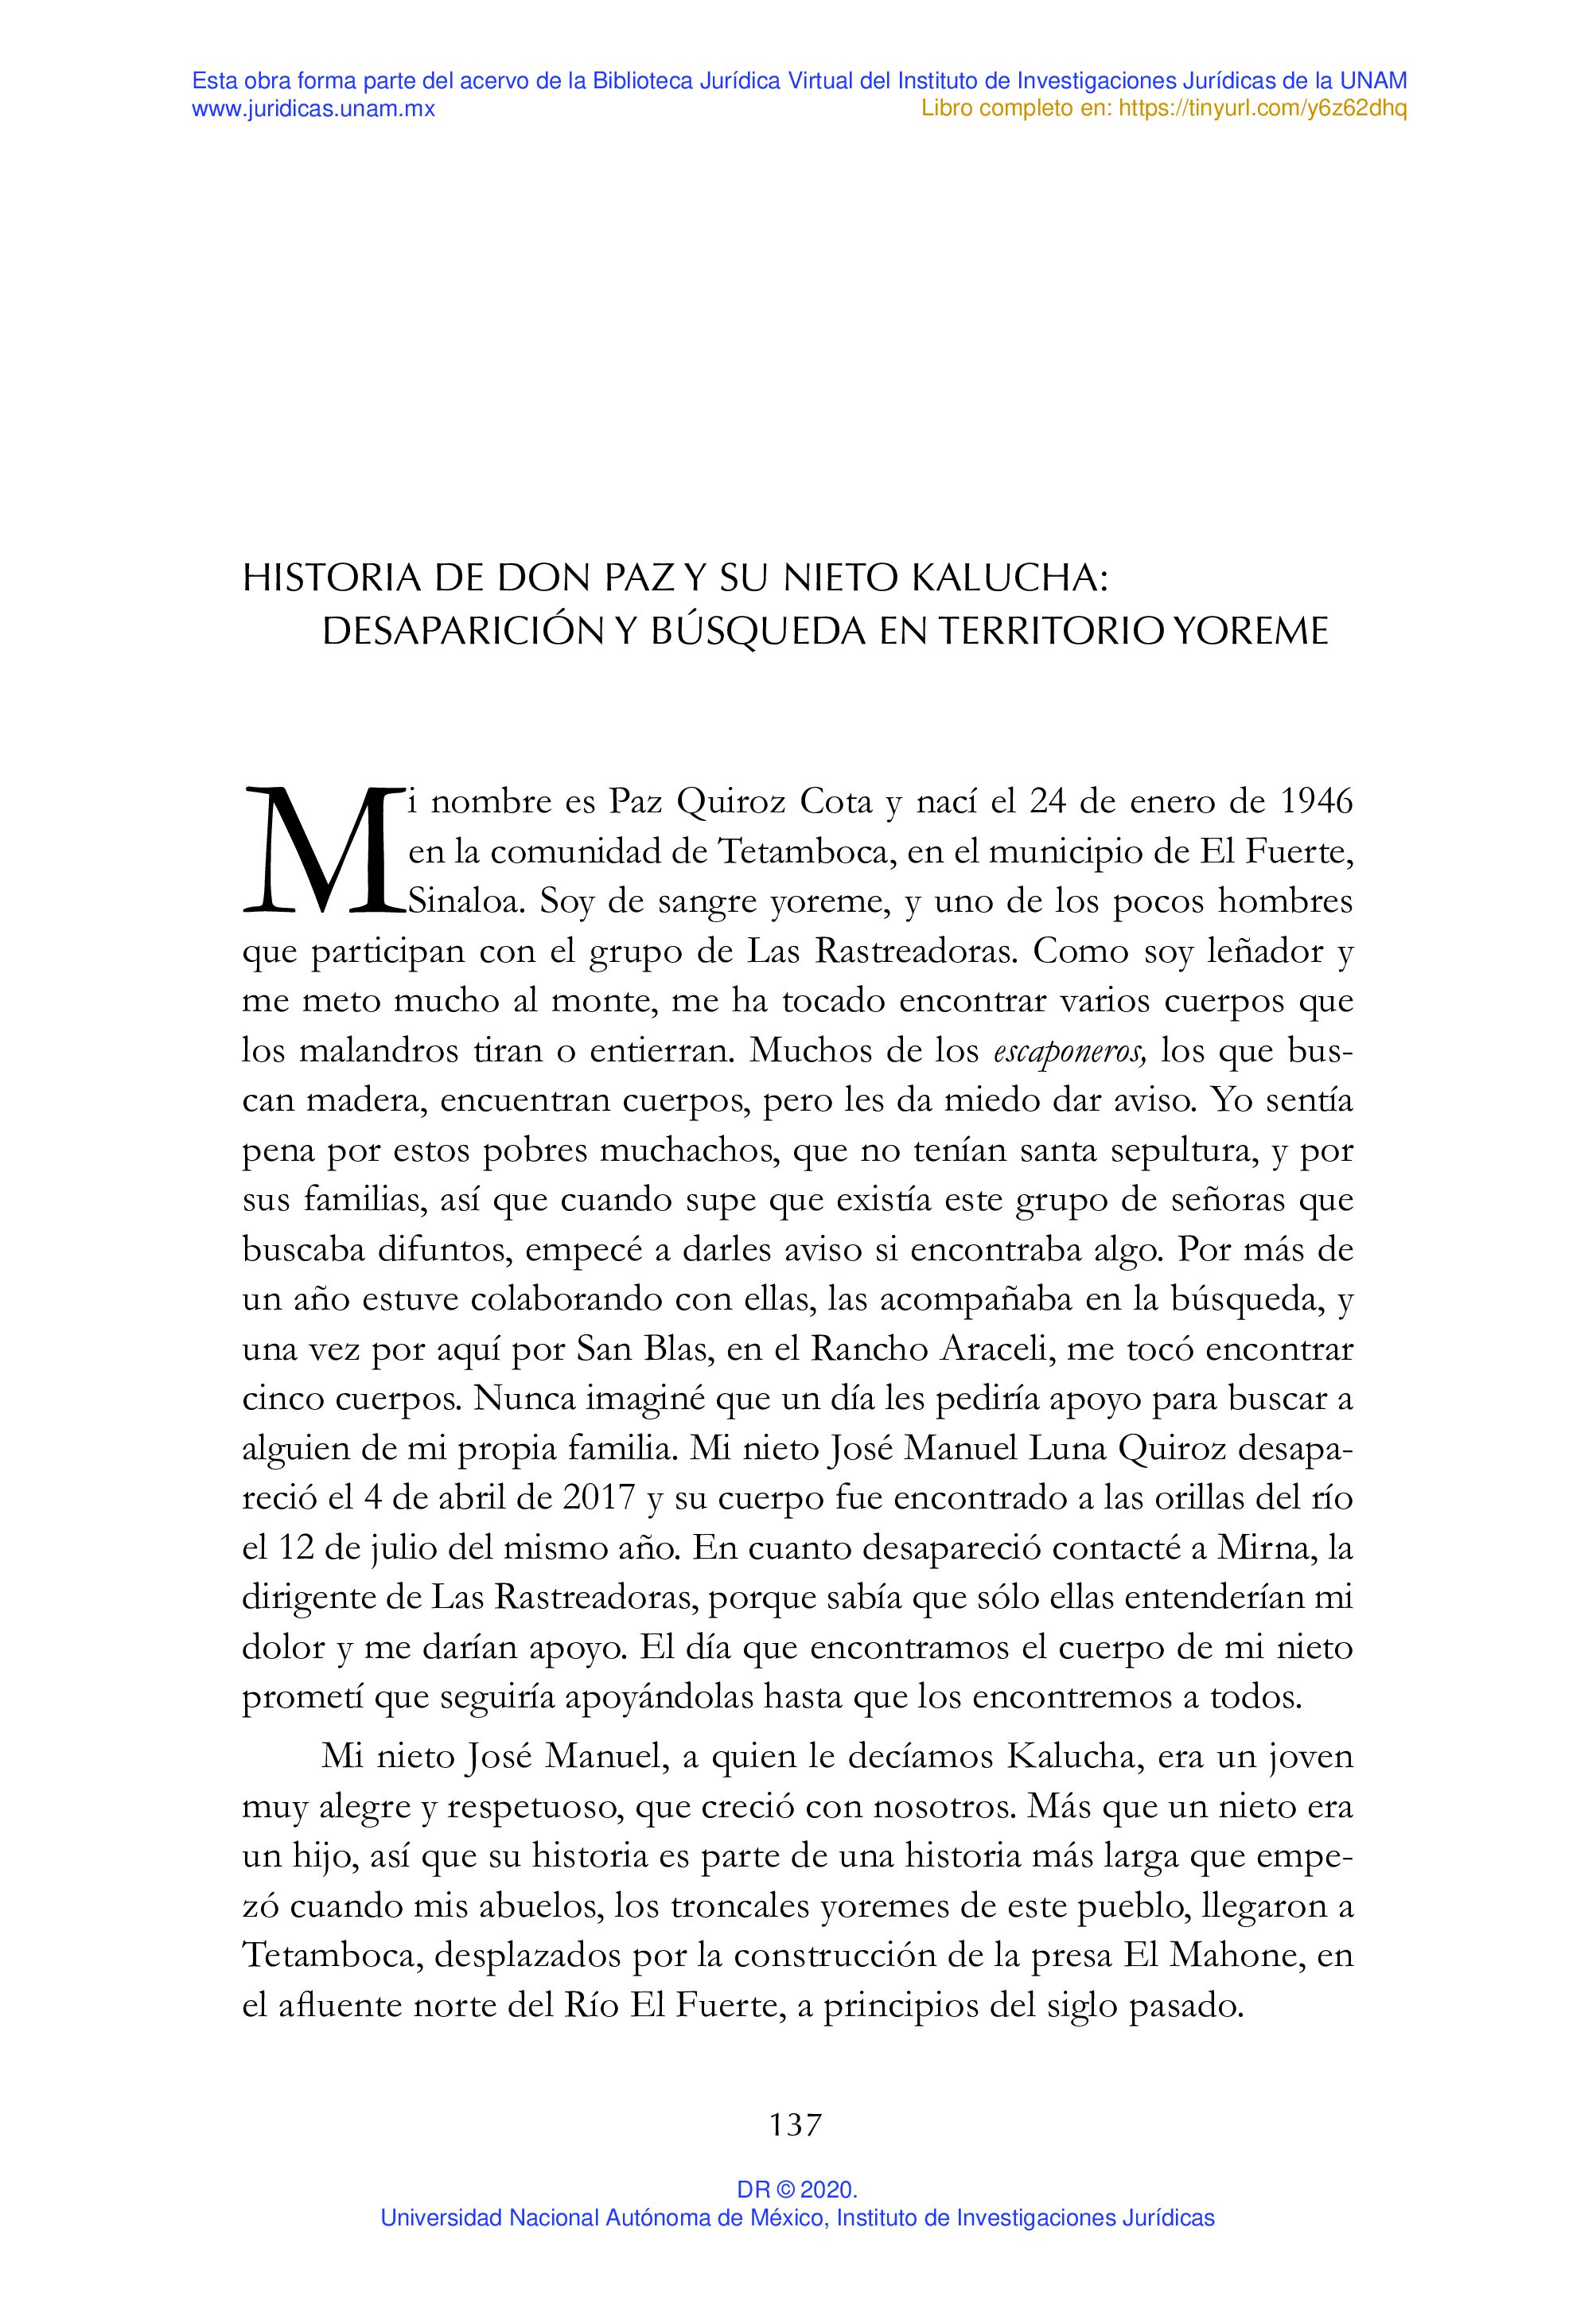 Esta obra forma parte del acervo de la Biblioteca Jurídica Virtual del Instituto de Investigaciones Jurídicas de la UNAM
www.juridicas.unam.mx
Libro completo en: https://tinyurl.com/y6z62dhq
HISTORIA DE DON PAZ Y SU NIETO KALUCHA:
DESAPARICIÓN Y BÚSQUEDA EN TERRITORIO YOREME
Mi nombre es Paz Quiroz Cota y nací el 24 de enero de 1946
en la comunidad de Tetamboca, en el municipio de El Fuerte,
Sinaloa. Soy de sangre yoreme, y uno de los pocos hombres
que participan con el grupo de Las Rastreadoras. Como soy leñador y
me meto mucho al monte, me ha tocado encontrar varios cuerpos que
los malandros tiran o entierran. Muchos de los escaponeros, los que bus-
can madera, encuentran cuerpos, pero les da miedo dar aviso. Yo sentía
pena por estos pobres muchachos, que no tenían santa sepultura, y por
sus familias, así que cuando supe que existía este grupo de señoras que
buscaba difuntos, empecé a darles aviso si encontraba algo. Por más de
un año estuve colaborando con ellas, las acompañaba en la búsqueda, y
una vez por aquí por San Blas, en el Rancho Araceli, me tocó encontrar
cinco cuerpos. Nunca imaginé que un día les pediría apoyo para buscar a
alguien de mi propia familia. Mi nieto José Manuel Luna Quiroz desapa-
reció el 4 de abril de 2017 y su cuerpo fue encontrado a las orillas del río
el 12 de julio del mismo año. En cuanto desapareció contacté a Mirna, la
dirigente de Las Rastreadoras, porque sabía que sólo ellas entenderían mi
dolor y me darían apoyo. El día que encontramos el cuerpo de mi nieto
prometí que seguiría apoyándolas hasta que los encontremos a todos.
Mi nieto José Manuel, a quien le decíamos Kalucha, era un joven
muy alegre y respetuoso, que creció con nosotros. Más que un nieto era
un hijo, así que su historia es parte de una historia más larga que empe-
zó cuando mis abuelos, los troncales yoremes de este pueblo, llegaron a
Tetamboca, desplazados por la construcción de la presa El Mahone, en
el afluente norte del Río El Fuerte, a principios del siglo pasado.
137
DR © 2020.
Universidad Nacional Autónoma de México, Instituto de Investigaciones Jurídicas